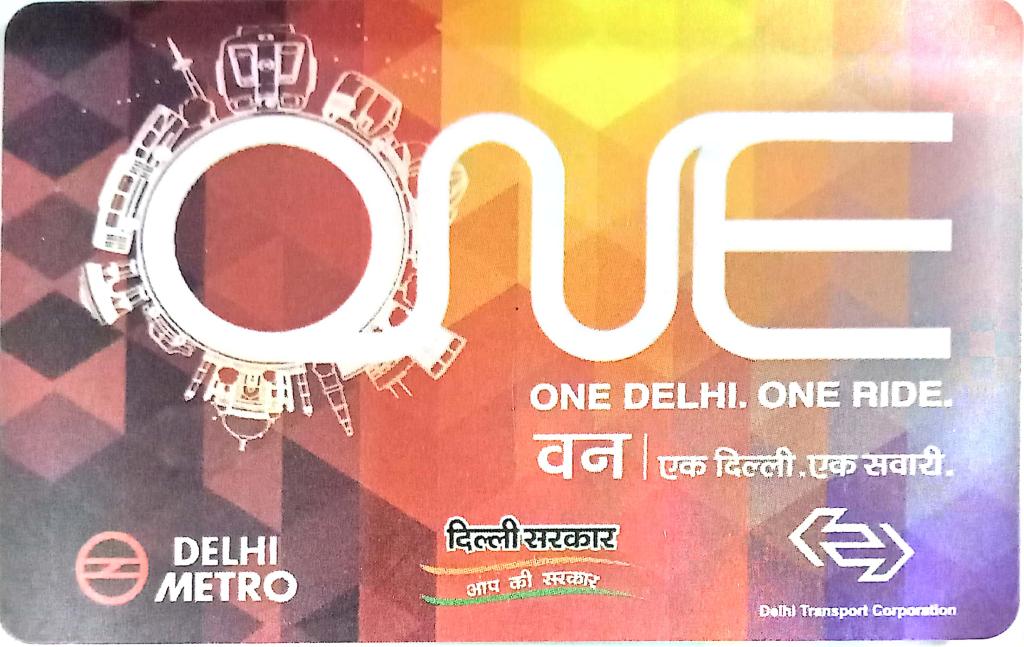 ONE
ONE DELHI. ONE RIDE.
वन | एक दिल्ली.एक सवारी.
DELHI
METRO
दिल्ली सरकार
आप की सरकार
Delhi Transport Corporation